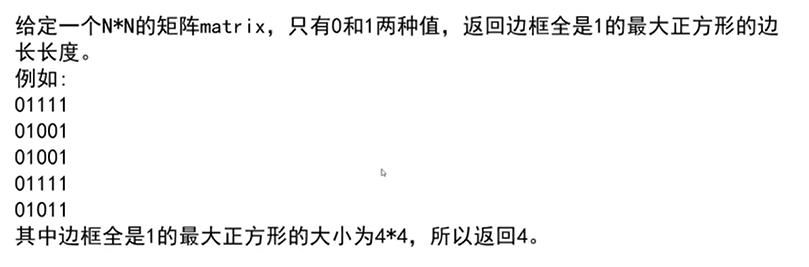 给定一个N*N的矩阵matrix，只有0和1两种值，返回边框全是1的最大正方形的边
长长度。
例如：
01111
01001
01001
01111
01011
其中边框全是1的最大正方形的大小为4*4，所以返回4。